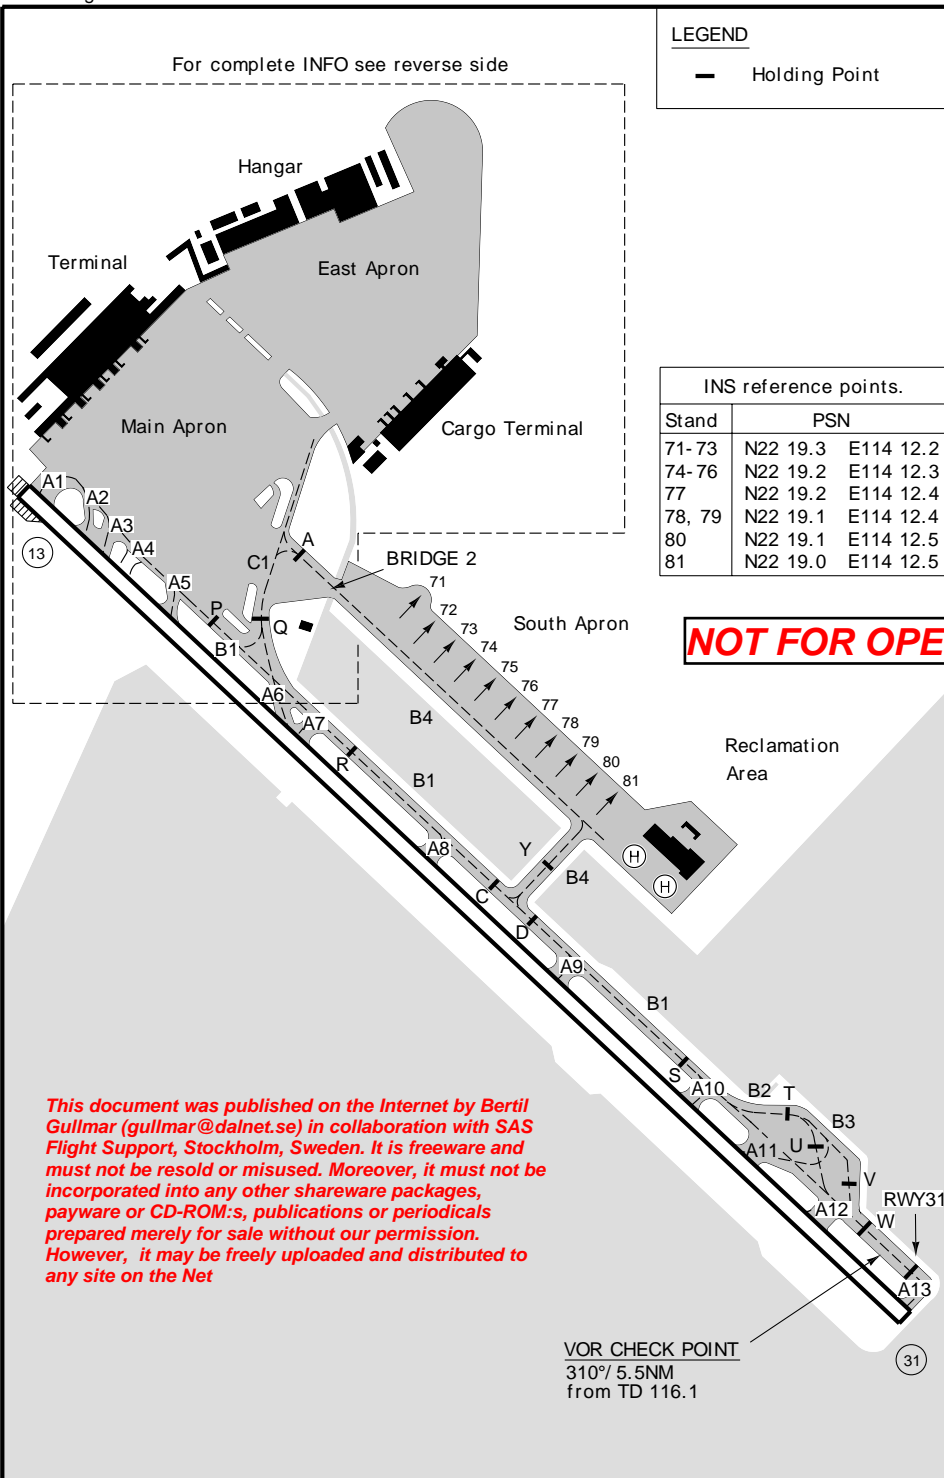 LEGEND
Holding Point
For complete INFO see reverse side
Hangar
Terminal
East Apron
Main Apron
Cargo Terminal
INS reference points.
Stand PSN
71-73 N22 19.3 E114 12.2
74-76 N22 19.2 E114 12.3
77 N22 19.2 E114 12.4
78, 79 N22 19.1 E114 12.4
80 N22 19.1 E114 12.5
81 N22 19.0 E114 12.5
A1
A2
A3
A4
13
A
C1
BRIDGE 2
A5
71
P
72
Q
73
South Apron
B1
74
75
NOT FOR OPE
76
A6
77
A7
B4
78
79
Reclamation
Area
R
80
B1
81
A8
Y
H
B4
H
C
D
A9
B1
S
A10
B2
T
B3
U
A11
V
RWY31
A12
W
A13
31
This document was published on the Internet by Bertil
Gullmar (gullmar@dalnet.se) in collaboration with SAS
Flight Support, Stockholm, Sweden. It is freeware and
must not be resold or misused. Moreover, it must not be
incorporated into any other shareware packages,
payware or CD-ROM:s, publications or periodicals
prepared merely for sale without our permission.
However, it may be freely uploaded and distributed to
any site on the Net
VOR CHECK POINT
310°/ 5.5NM
from TD 116.1